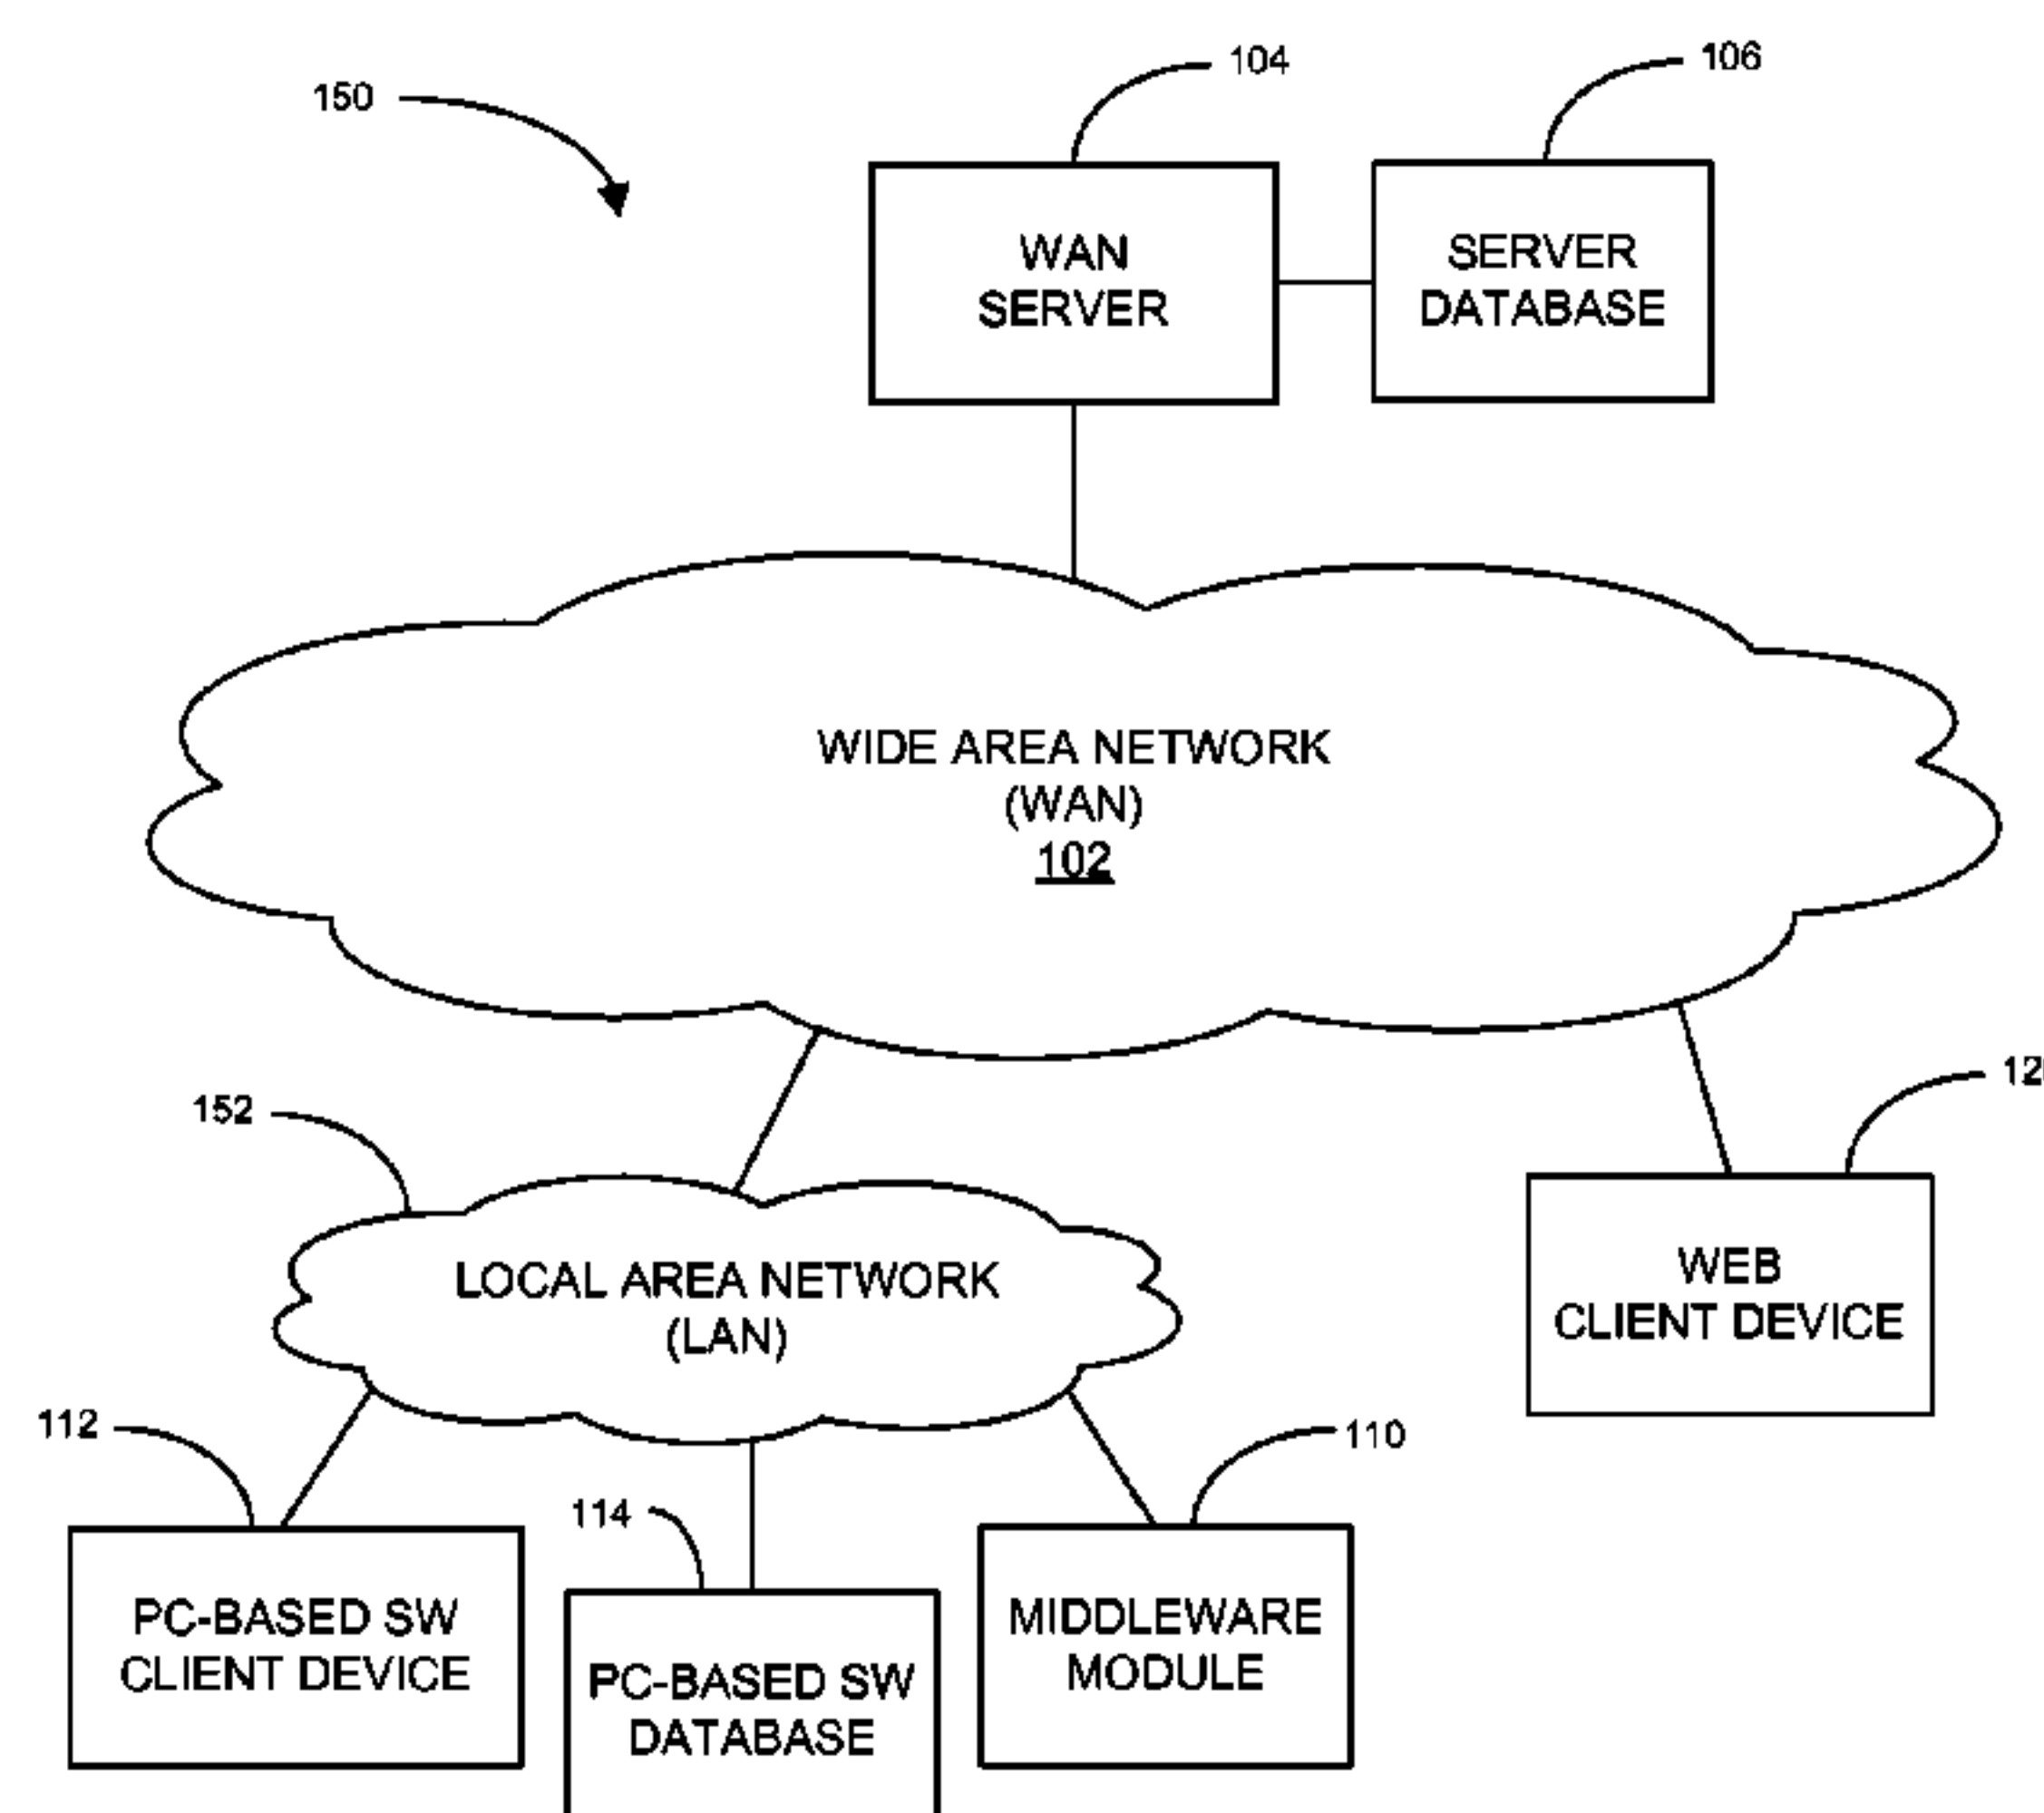 150
104
106
WAN
SERVER
SERVER
DATABASE
WIDE AREA NETWORK
(WAN)
102
152
12
LOCAL AREA NETWORK
(LAN)
WEB
CLIENT DEVICE
112
114
110
PC-BASED SW
CLIENT DEVICE
PC-BASED SW
DATABASE
MIDDLEWARE
MODULE